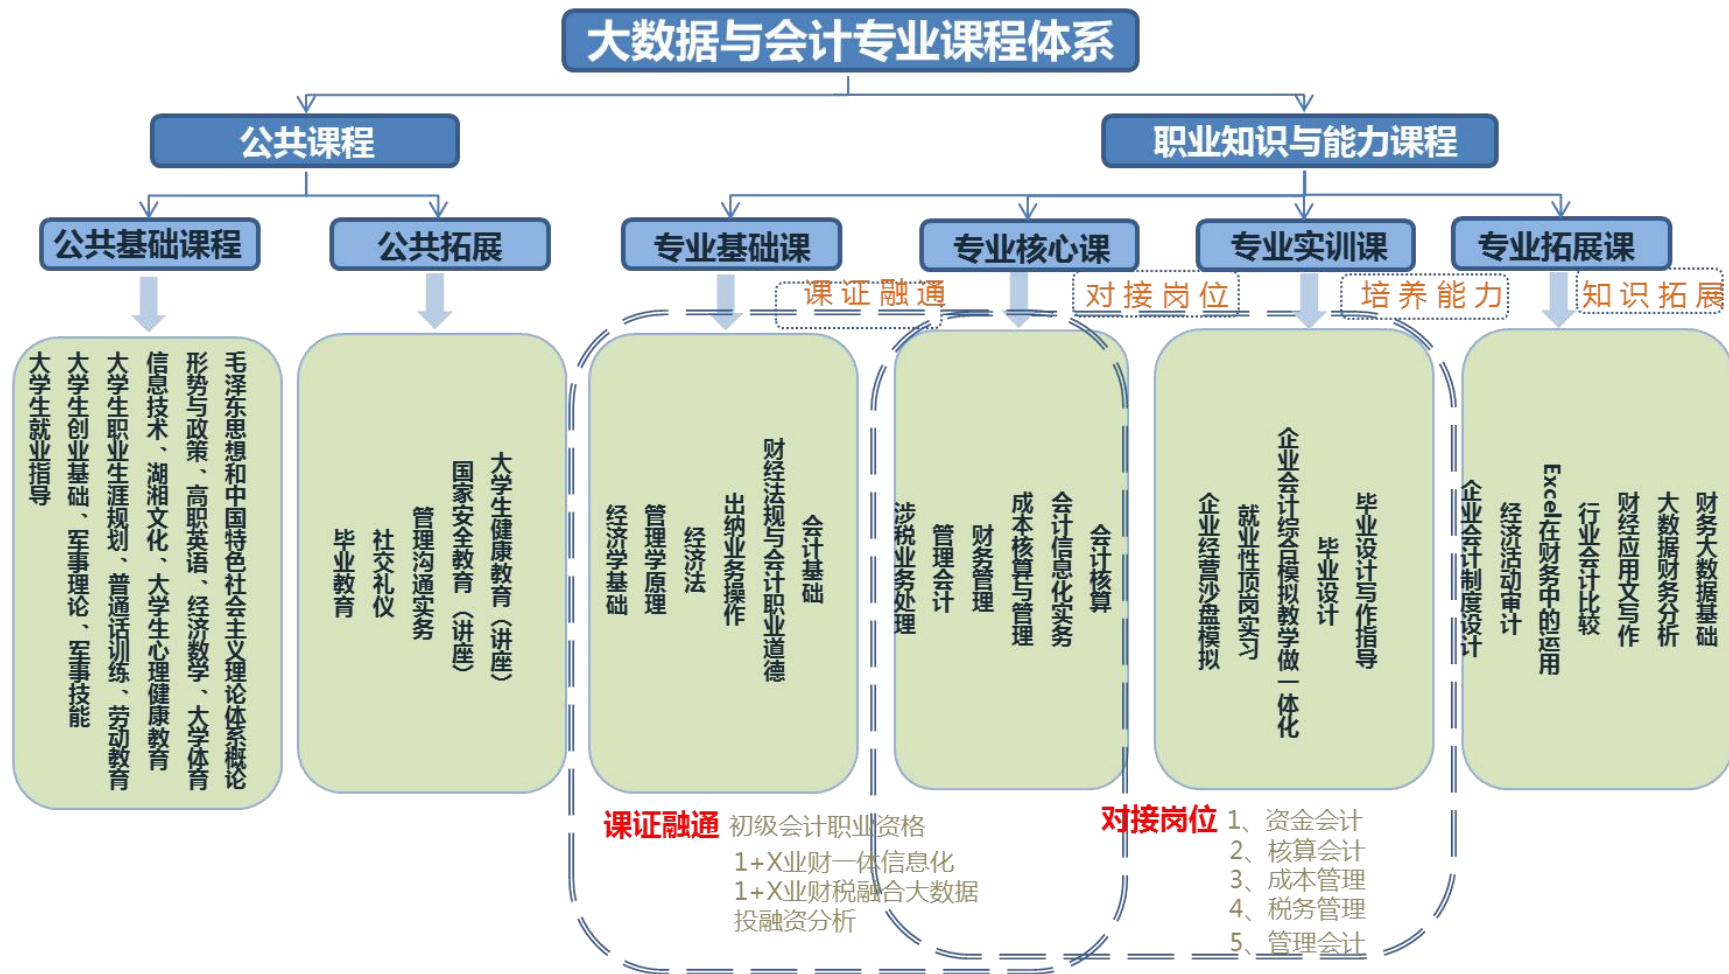 大数据与会计专业课程体系
公共课程
职业知识与能力课程
公共基础课程
公共拓展
专业基础课
专业核心课
专业实训课
专业拓展课
课证融通
对接岗位
培养能力
知识拓展
毛泽东思想和中国特色社会主义理论体系概论
形势与政策、高职英语、经济数学、大学体育
信息技术、湖湘文化、大学生心理健康教育
大学生职业生涯规划、普通话训练、劳动教育
大学生创业基础、军事理论、军事技能
大学生就业指导
大学生健康教育（讲座）
国家安全教育（讲座）
管理沟通实务
社交礼仪
毕业教育
会计基础
财经法规与会计职业道德
出纳业务操作
经济法
管理学原理
经济学基础
会计核算
会计信息化实务
成本核算与管理
财务管理
管理会计
涉税业务处理
毕业设计写作指导
毕业设计
企业会计综合模拟教学做一体化
就业性顶岗实习
企业经营沙盘模拟
财务大数据基础
大数据财务分析
财经应用文写作
行业会计比较
Excel在财务中的运用
经济活动审计
企业会计制度设计
课证融通 初级会计职业资格
1+X业财一体信息化
1+X业财税融合大数据
投融资分析
对接岗位 1、资金会计
2、核算会计
3、成本管理
4、税务管理
5、管理会计